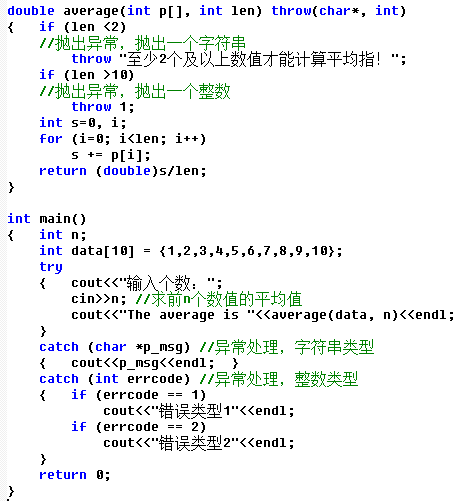 double average(int p[], int len) throw(char*, int)
{   if (len <2)
    //抛出异常，抛出一个字符串
        throw "至少2个及以上数值才能计算平均指！";
    if (len >10)
    //抛出异常，抛出一个整数
        throw 1;
    int s=0, i;
    for (i=0; i<len; i++)
        s += p[i];
    return (double)s/len;
}

int main()
{   int n;
    int data[10] = {1,2,3,4,5,6,7,8,9,10};
    try
    {   cout<<"输入个数：";
        cin>>n; //求前n个数值的平均值
        cout<<"The average is "<<average(data, n)<<endl;
    }
    catch (char *p_msg) //异常处理，字符串类型
    {   cout<<p_msg<<endl;  }
    catch (int errcode) //异常处理，整数类型
    {   if (errcode == 1)
            cout<<"错误类型1"<<endl;
        if (errcode == 2)
            cout<<"错误类型2"<<endl;
    }
    return 0;
}